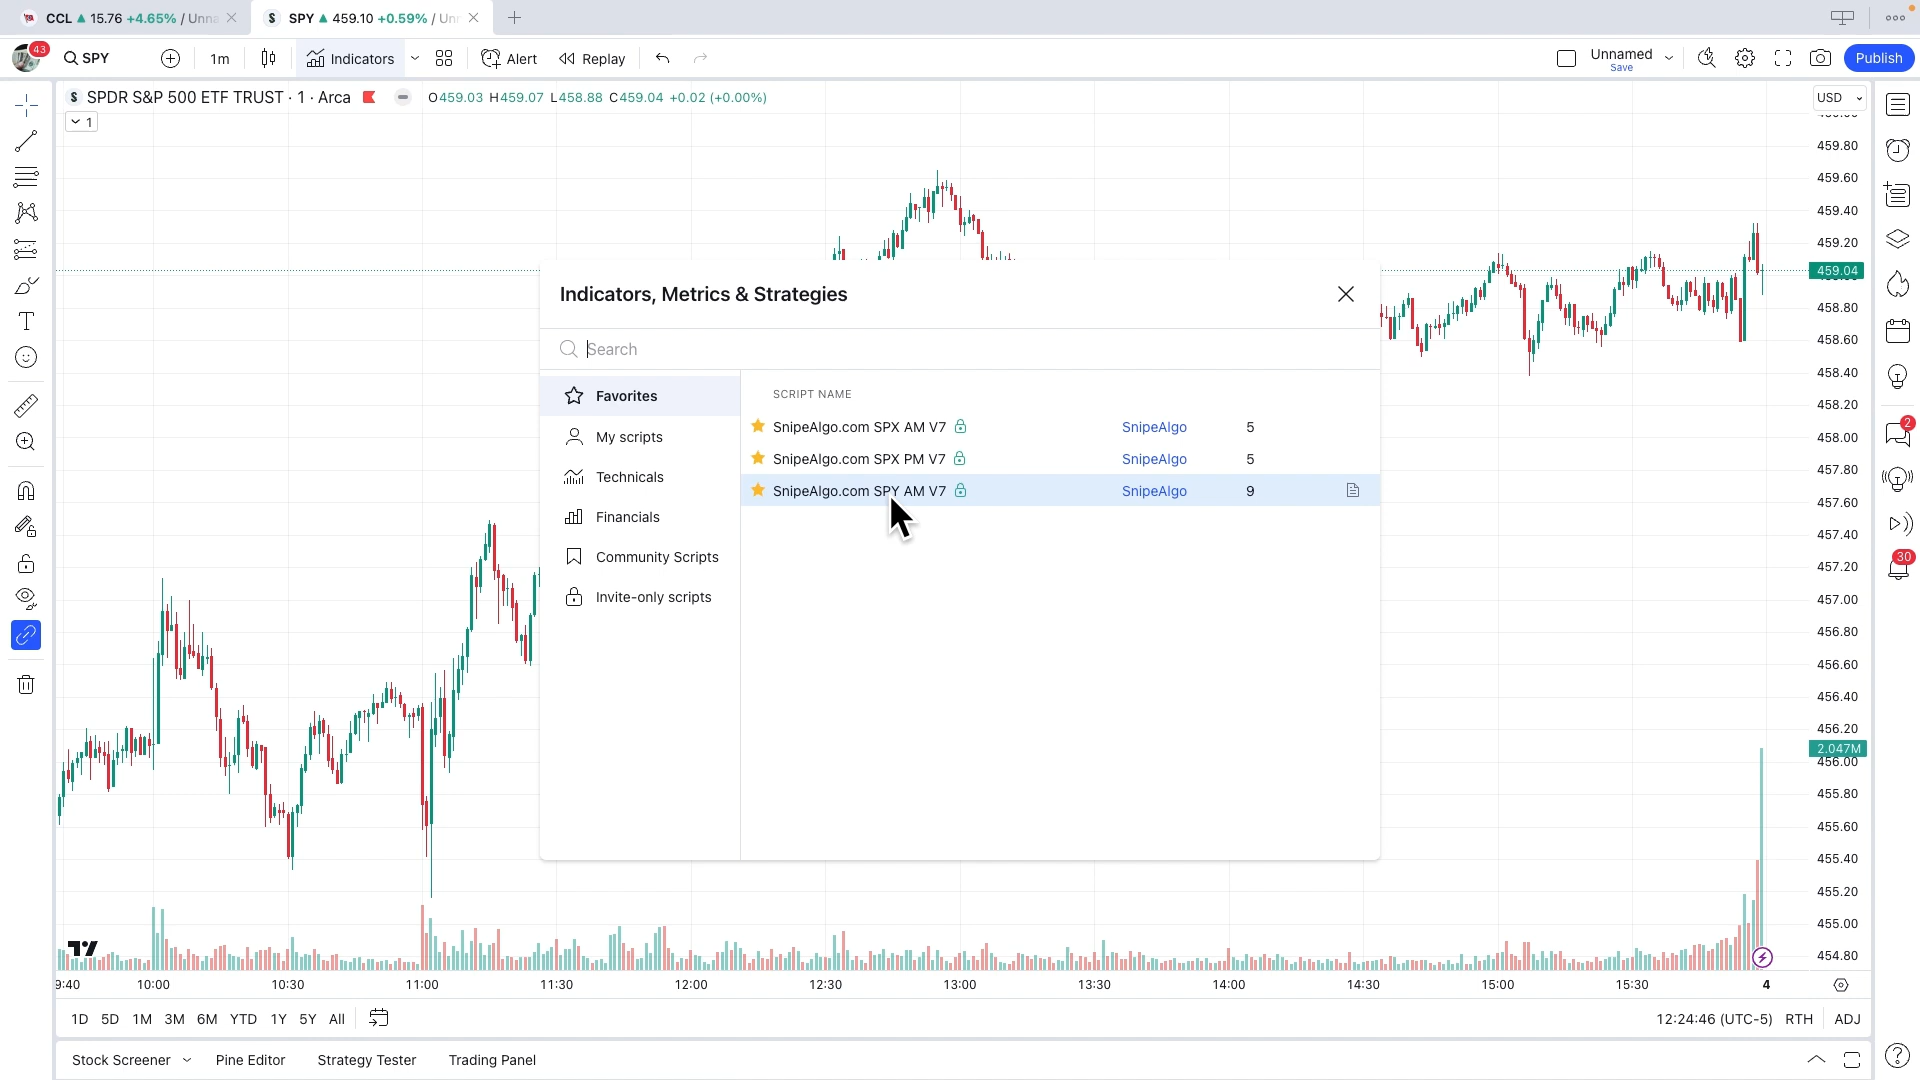 CCL ▲ 15.76 +4.65% / Unna
SPY ▲ 459.10 +0.59% / Unr
43
SPY
1m
Indicators
Alert
Replay
Unnamed
Save
Publish
S SPDR S&P 500 ETF TRUST · 1 · Arca
O459.03 H459.07 L458.88 C459.04 +0.02 (+0.00%)
USD
1
459.80
459.60
459.40
459.20
459.04
458.80
458.60
458.40
458.20
458.00
457.80
457.60
457.40
457.20
457.00
456.80
456.60
456.40
456.20
2.047M
456.00
455.80
455.60
455.40
455.20
455.00
454.80
Indicators, Metrics & Strategies
Search
Favorites
My scripts
Technicals
Financials
Community Scripts
Invite-only scripts
SCRIPT NAME
SnipeAlgo.com SPX AM V7 SnipeAlgo 5
SnipeAlgo.com SPX PM V7 SnipeAlgo 5
SnipeAlgo.com SPY AM V7 SnipeAlgo 9
2
30
9:40 10:00 10:30 11:00 11:30 12:00 12:30 13:00 13:30 14:00 14:30 15:00 15:30 4
1D 5D 1M 3M 6M YTD 1Y 5Y All
12:24:46 (UTC-5) RTH ADJ
Stock Screener Pine Editor Strategy Tester Trading Panel